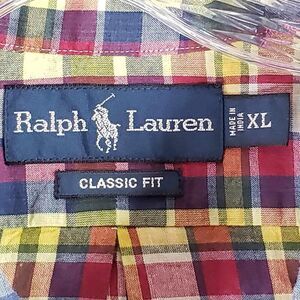 Ralph Lauren
MADE IN
INDIA
XL
CLASSIC FIT